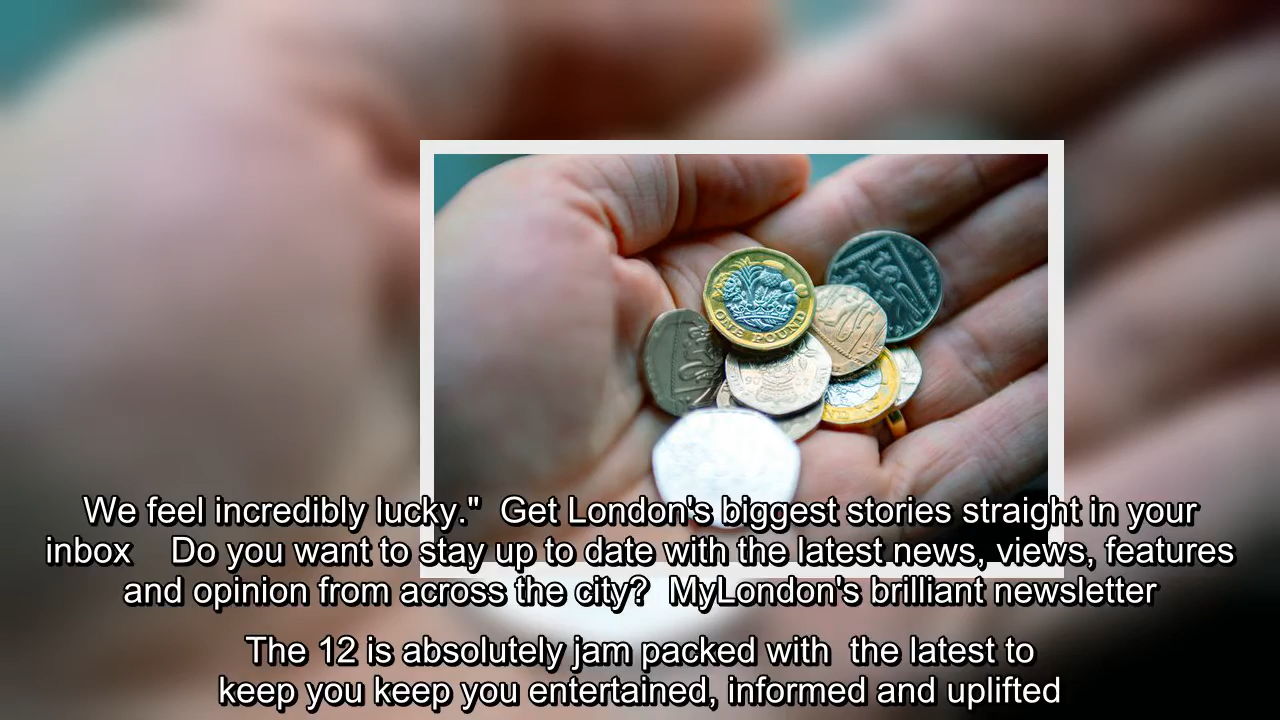 ONE POUND
We feel incredibly lucky."  Get London's biggest stories straight in your
inbox    Do you want to stay up to date with the latest news, views, features
and opinion from across the city?  MyLondon's brilliant newsletter
The 12 is absolutely jam packed with  the latest to
keep you keep you entertained, informed and uplifted